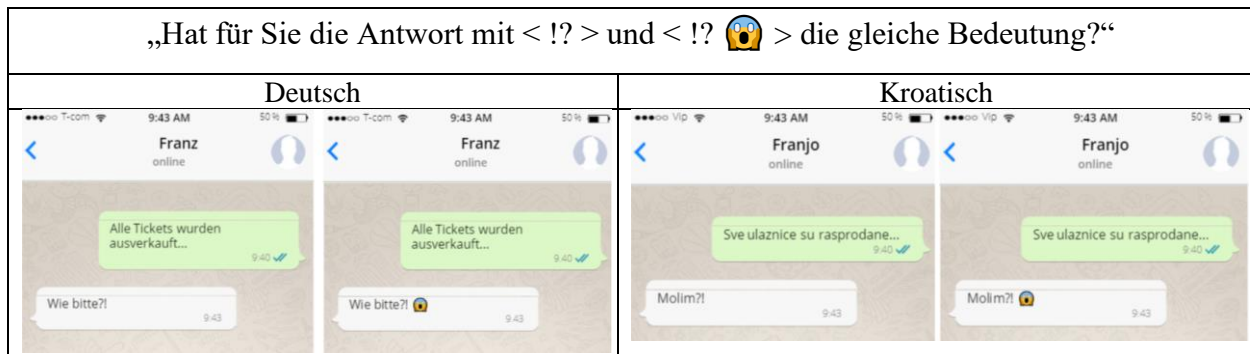 „Hat für Sie die Antwort mit < !? > und < !? 😱 > die gleiche Bedeutung?“
Deutsch
T-com 9:43 AM 50 %
Franz
online
Alle Tickets wurden
ausverkauft...
9:40
Wie bitte?!
9:43
T-com 9:43 AM 50 %
Franz
online
Alle Tickets wurden
ausverkauft...
9:40
Wie bitte?! 😱
9:43
Kroatisch
Vip 9:43 AM 50 %
Franjo
online
Sve ulaznice su rasprodane...
9:40
Molim?!
9:43
Vip 9:43 AM 50 %
Franjo
online
Sve ulaznice su rasprodane...
9:40
Molim?! 😱
9:43